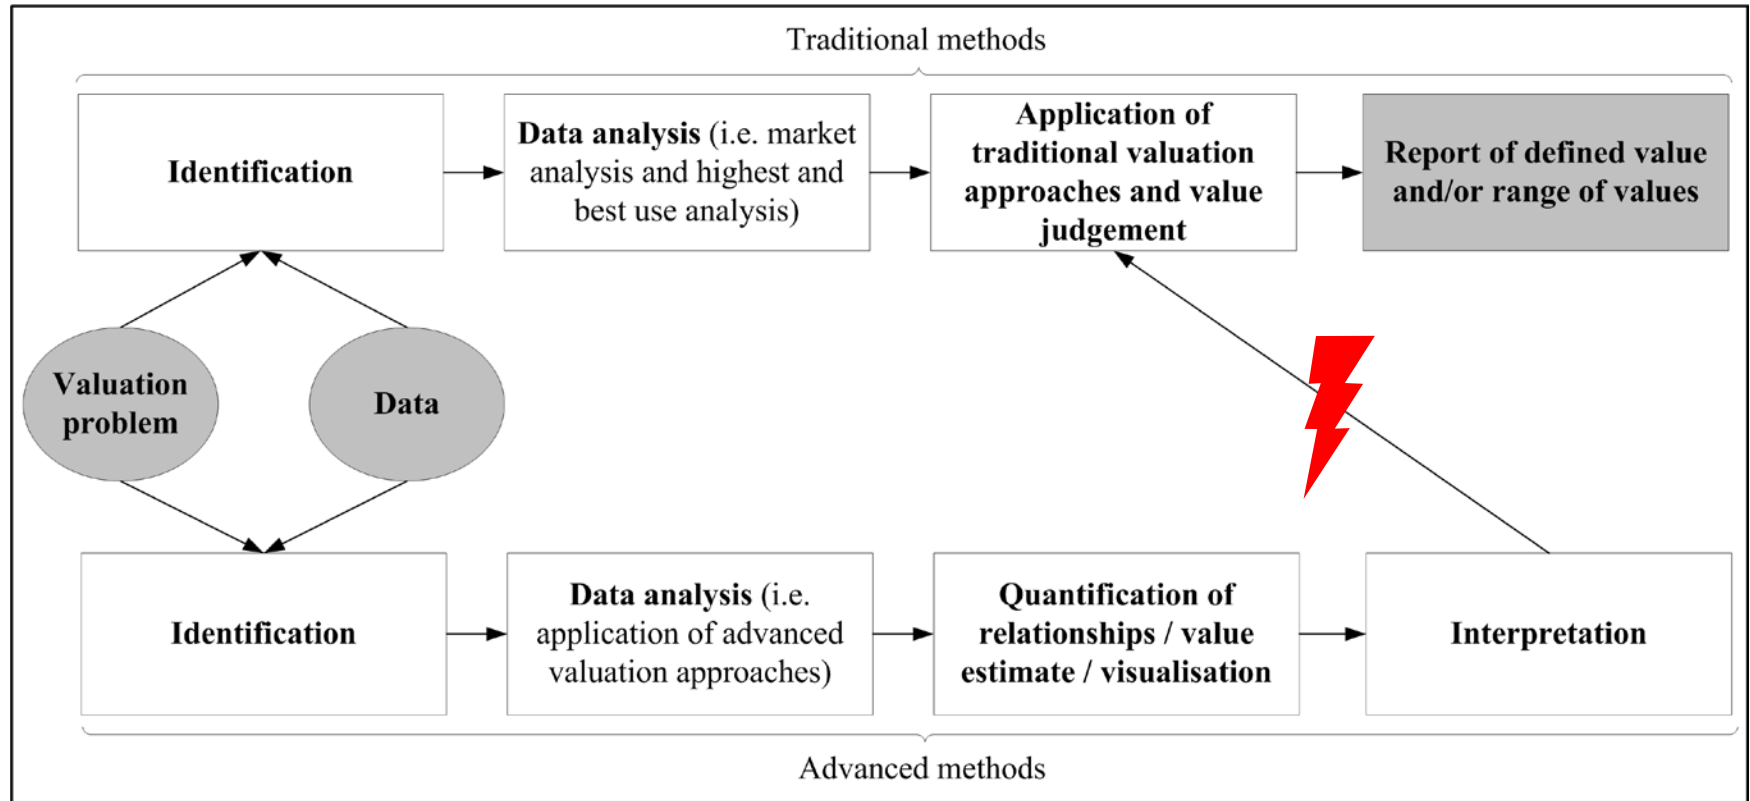 Traditional methods
Identification
Data analysis (i.e. market
analysis and highest and
best use analysis)
Application of
traditional valuation
approaches and value
judgement
Report of defined value
and/or range of values
Valuation
problem
Data
Identification
Data analysis (i.e.
application of advanced
valuation approaches)
Quantification of
relationships / value
estimate / visualisation
Interpretation
Advanced methods